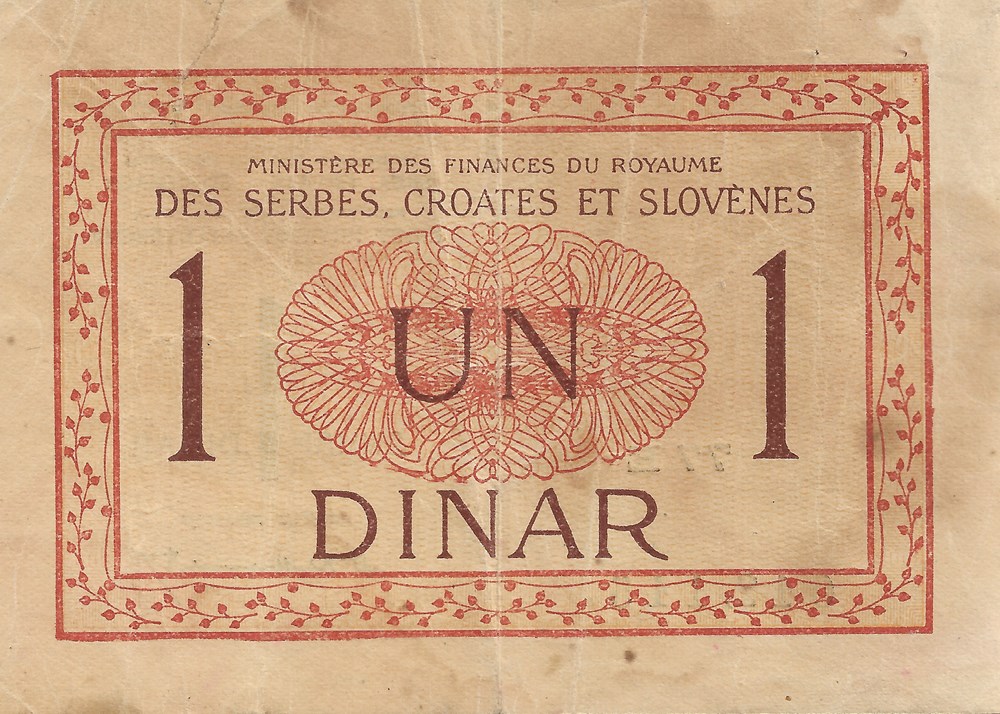 MINISTÈRE DES FINANCES DU ROYAUME
DES SERBES, CROATES ET SLOVÈNES
1 UN 1
DINAR